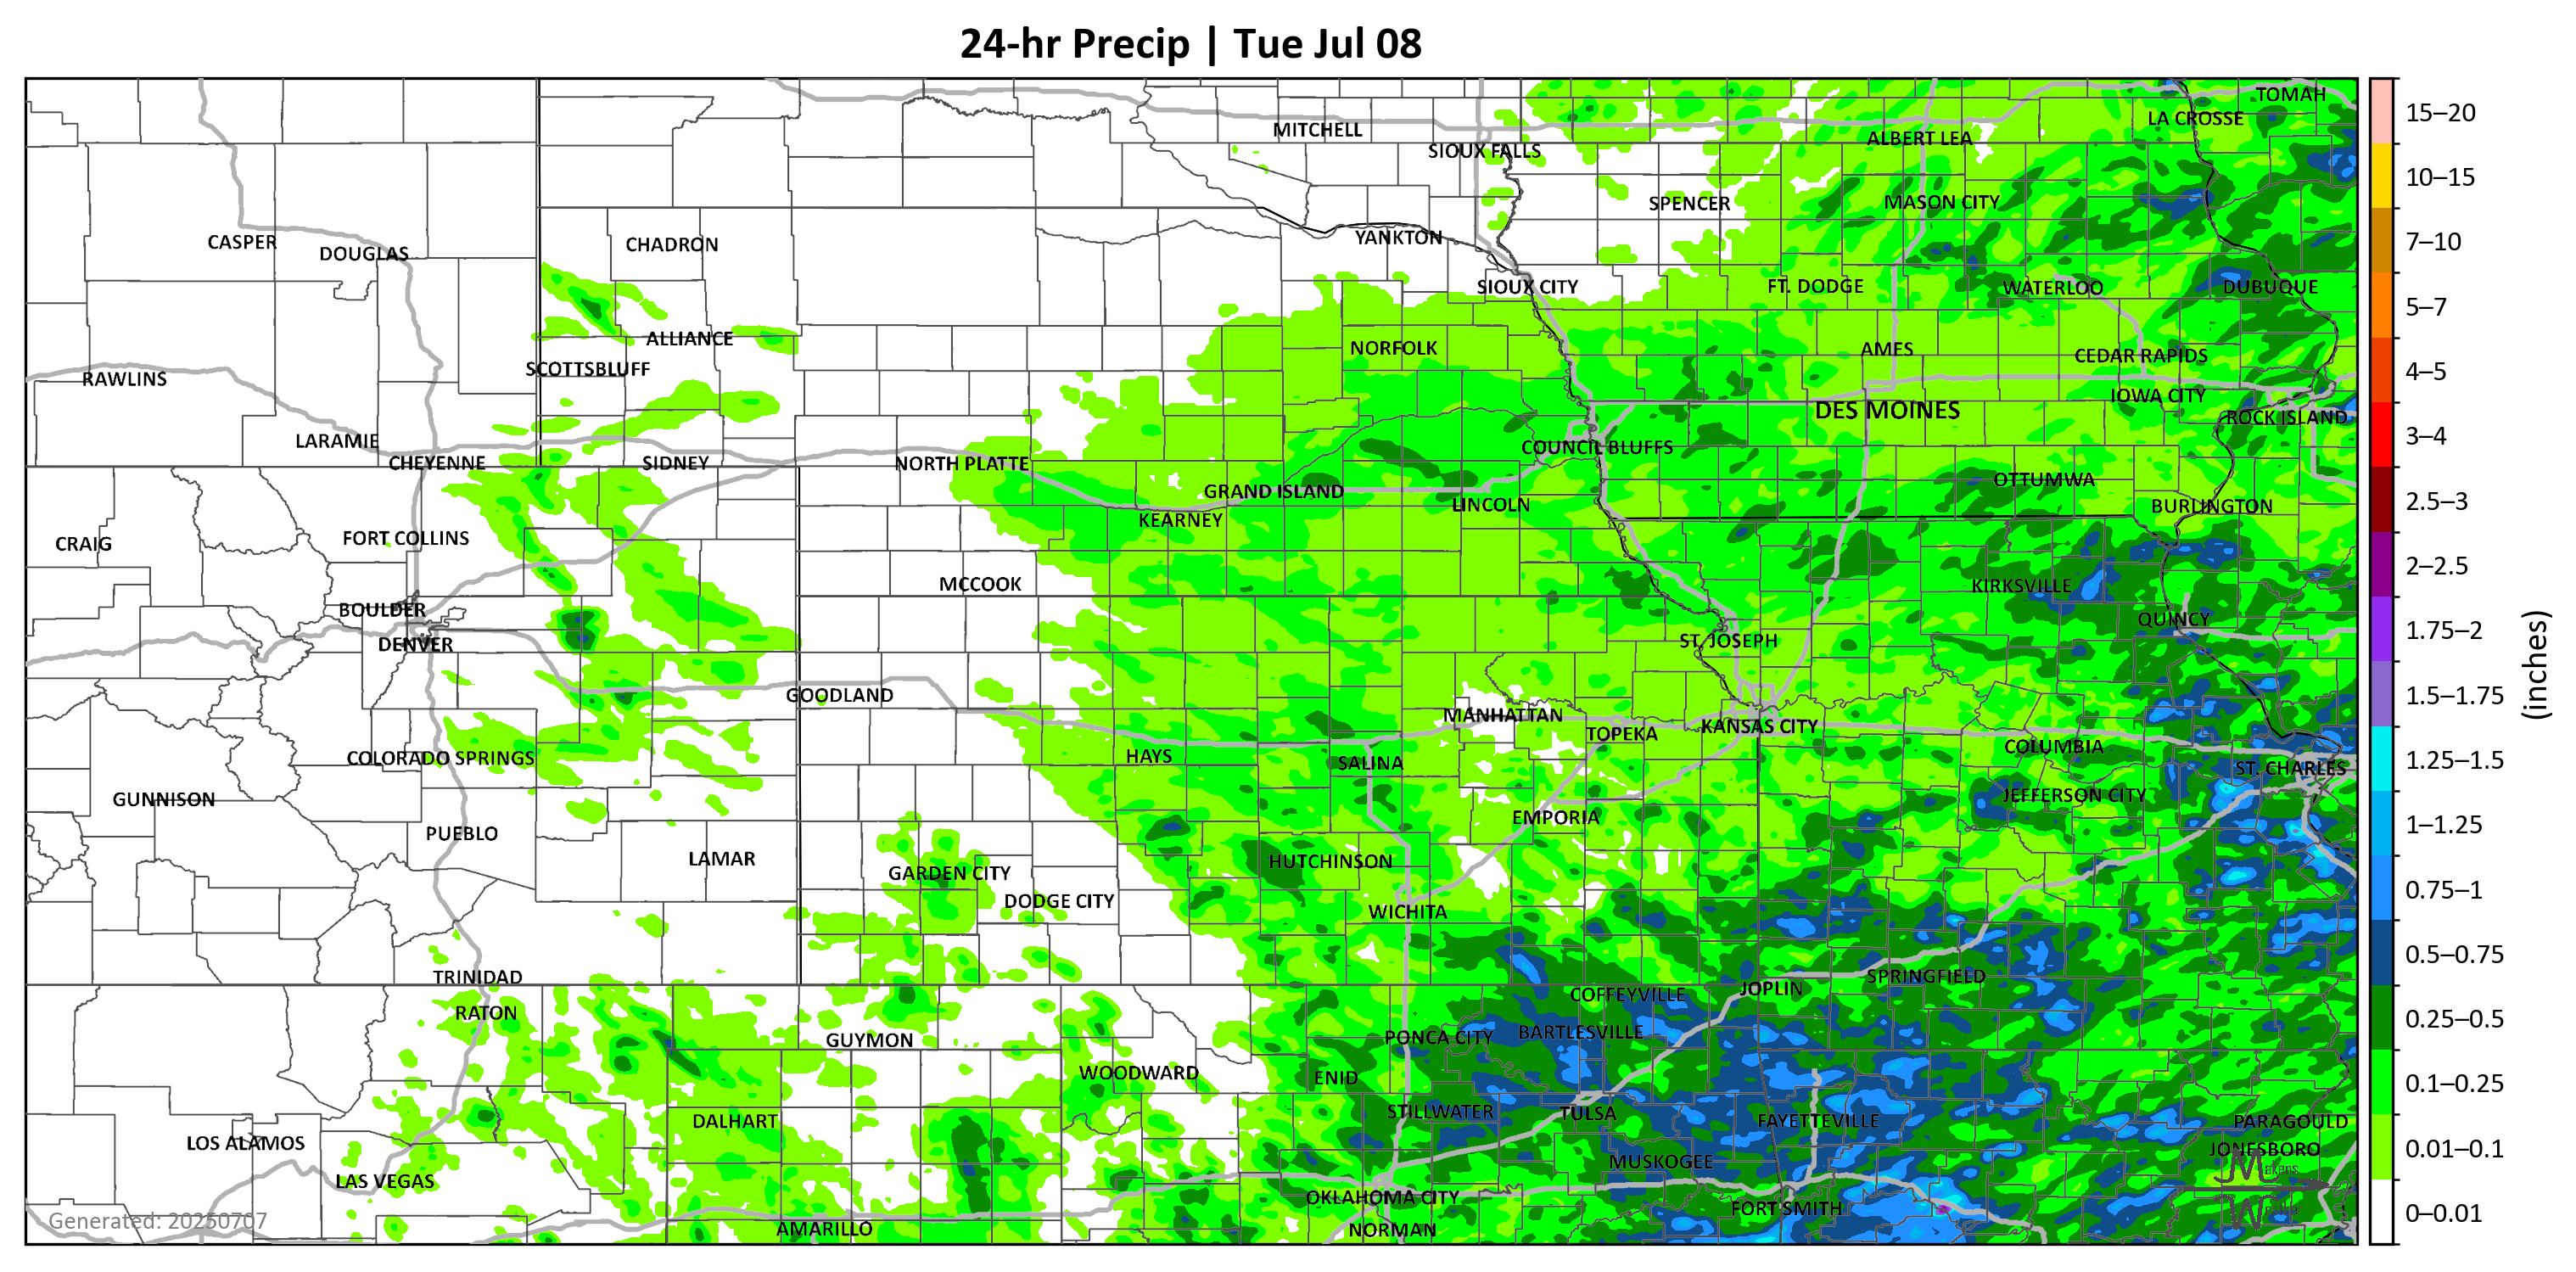 24-hr Precip | Tue Jul 08
TOMAH
LA CROSSE
MITCHELL
ALBERT LEA
SIOUX FALLS
SPENCER
MASON CITY
CASPER
DOUGLAS
CHADRON
YANKTON
SIOUX CITY
FT. DODGE
WATERLOO
DUBUQUE
ALLIANCE
NORFOLK
AMES
CEDAR RAPIDS
SCOTTSBLUFF
RAWLINS
IOWA CITY
DES MOINES
ROCK ISLAND
LARAMIE
CHEYENNE
SIDNEY
NORTH PLATTE
COUNCIL BLUFFS
GRAND ISLAND
LINCOLN
OTTUMWA
BURLINGTON
KEARNEY
CRAIG
FORT COLLINS
MCCOOK
KIRKSVILLE
BOULDER
QUINCY
DENVER
ST. JOSEPH
GOODLAND
MANHATTAN
TOPEKA
KANSAS CITY
COLORADO SPRINGS
HAYS
SALINA
COLUMBIA
ST. CHARLES
GUNNISON
JEFFERSON CITY
PUEBLO
EMPORIA
LAMAR
GARDEN CITY
HUTCHINSON
DODGE CITY
WICHITA
TRINIDAD
SPRINGFIELD
RATON
COFFEYVILLE
JOPLIN
GUYMON
PONCA CITY
BARTLESVILLE
WOODWARD
ENID
DALHART
STILLWATER
TULSA
FAYETTEVILLE
PARAGOULD
LOS ALAMOS
JONESBORO
LAS VEGAS
MUSKOGEE
OKLAHOMA CITY
FORT SMITH
AMARILLO
NORMAN
Generated: 20250707
15–20
10–15
7–10
5–7
4–5
3–4
2.5–3
2–2.5
1.75–2
1.5–1.75
1.25–1.5
1–1.25
0.75–1
0.5–0.75
0.25–0.5
0.1–0.25
0.01–0.1
0–0.01
(inches)